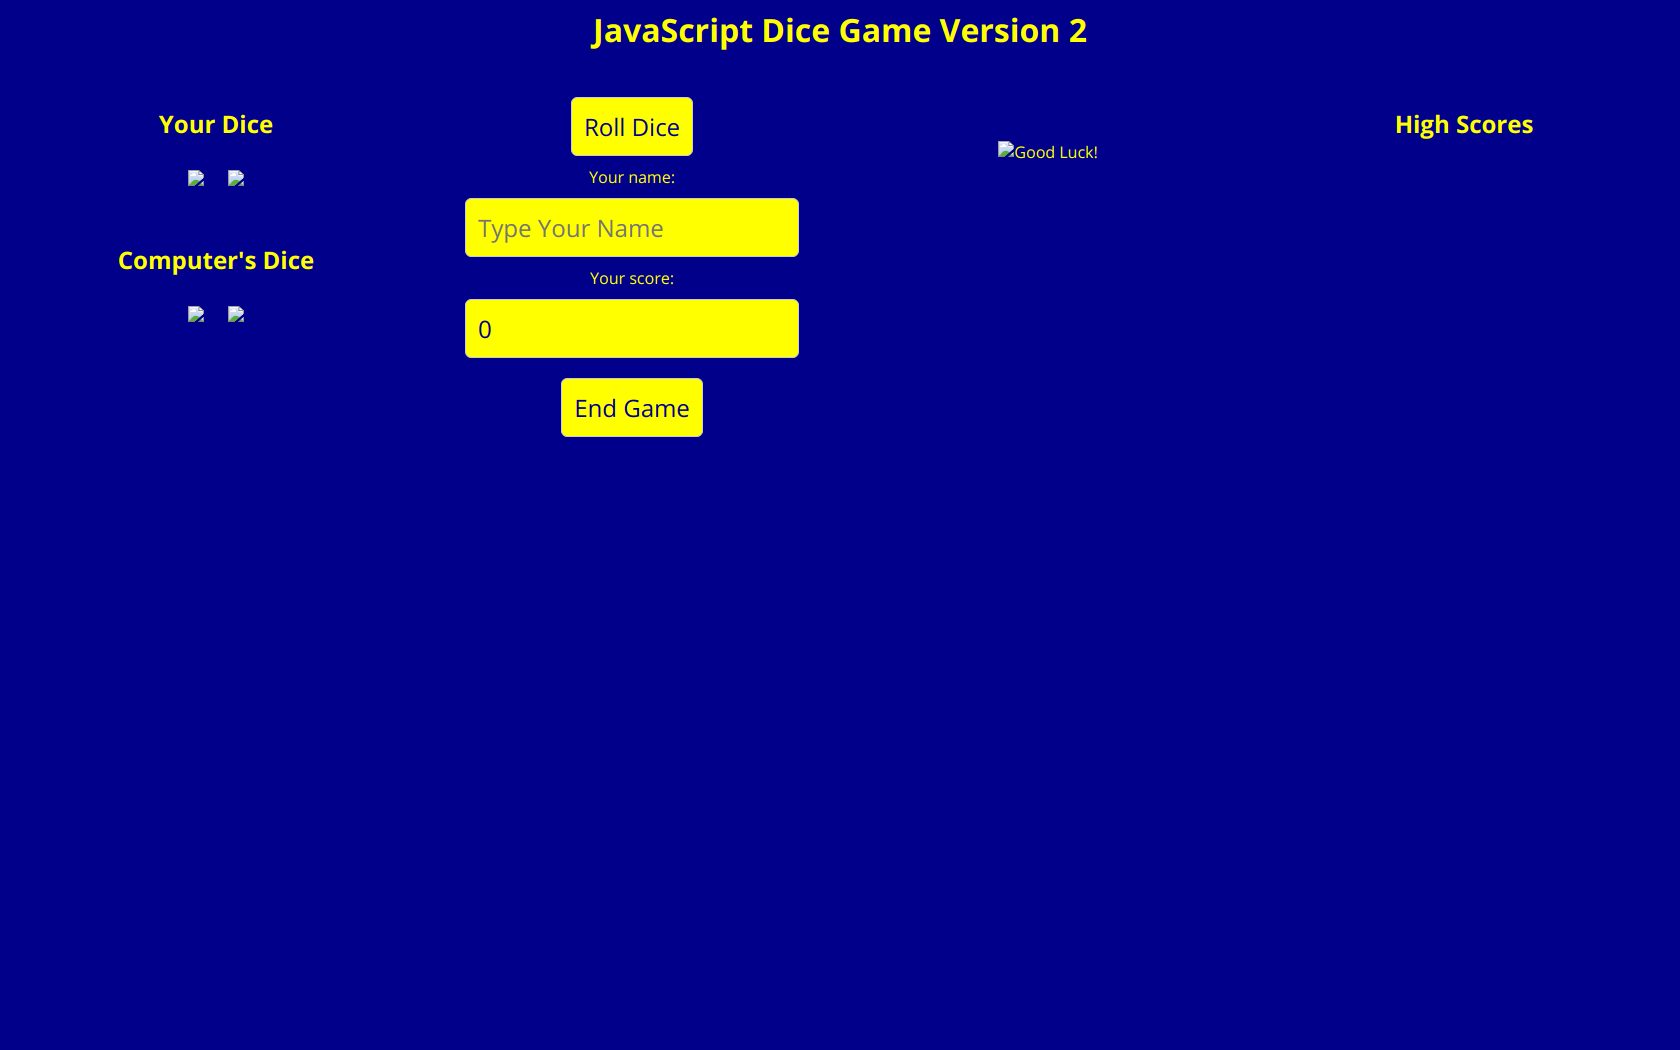 JavaScript Dice Game Version 2
Your Dice
Computer's Dice
Roll Dice
Your name:
Type Your Name
Your score:
0
End Game
Good Luck!
High Scores